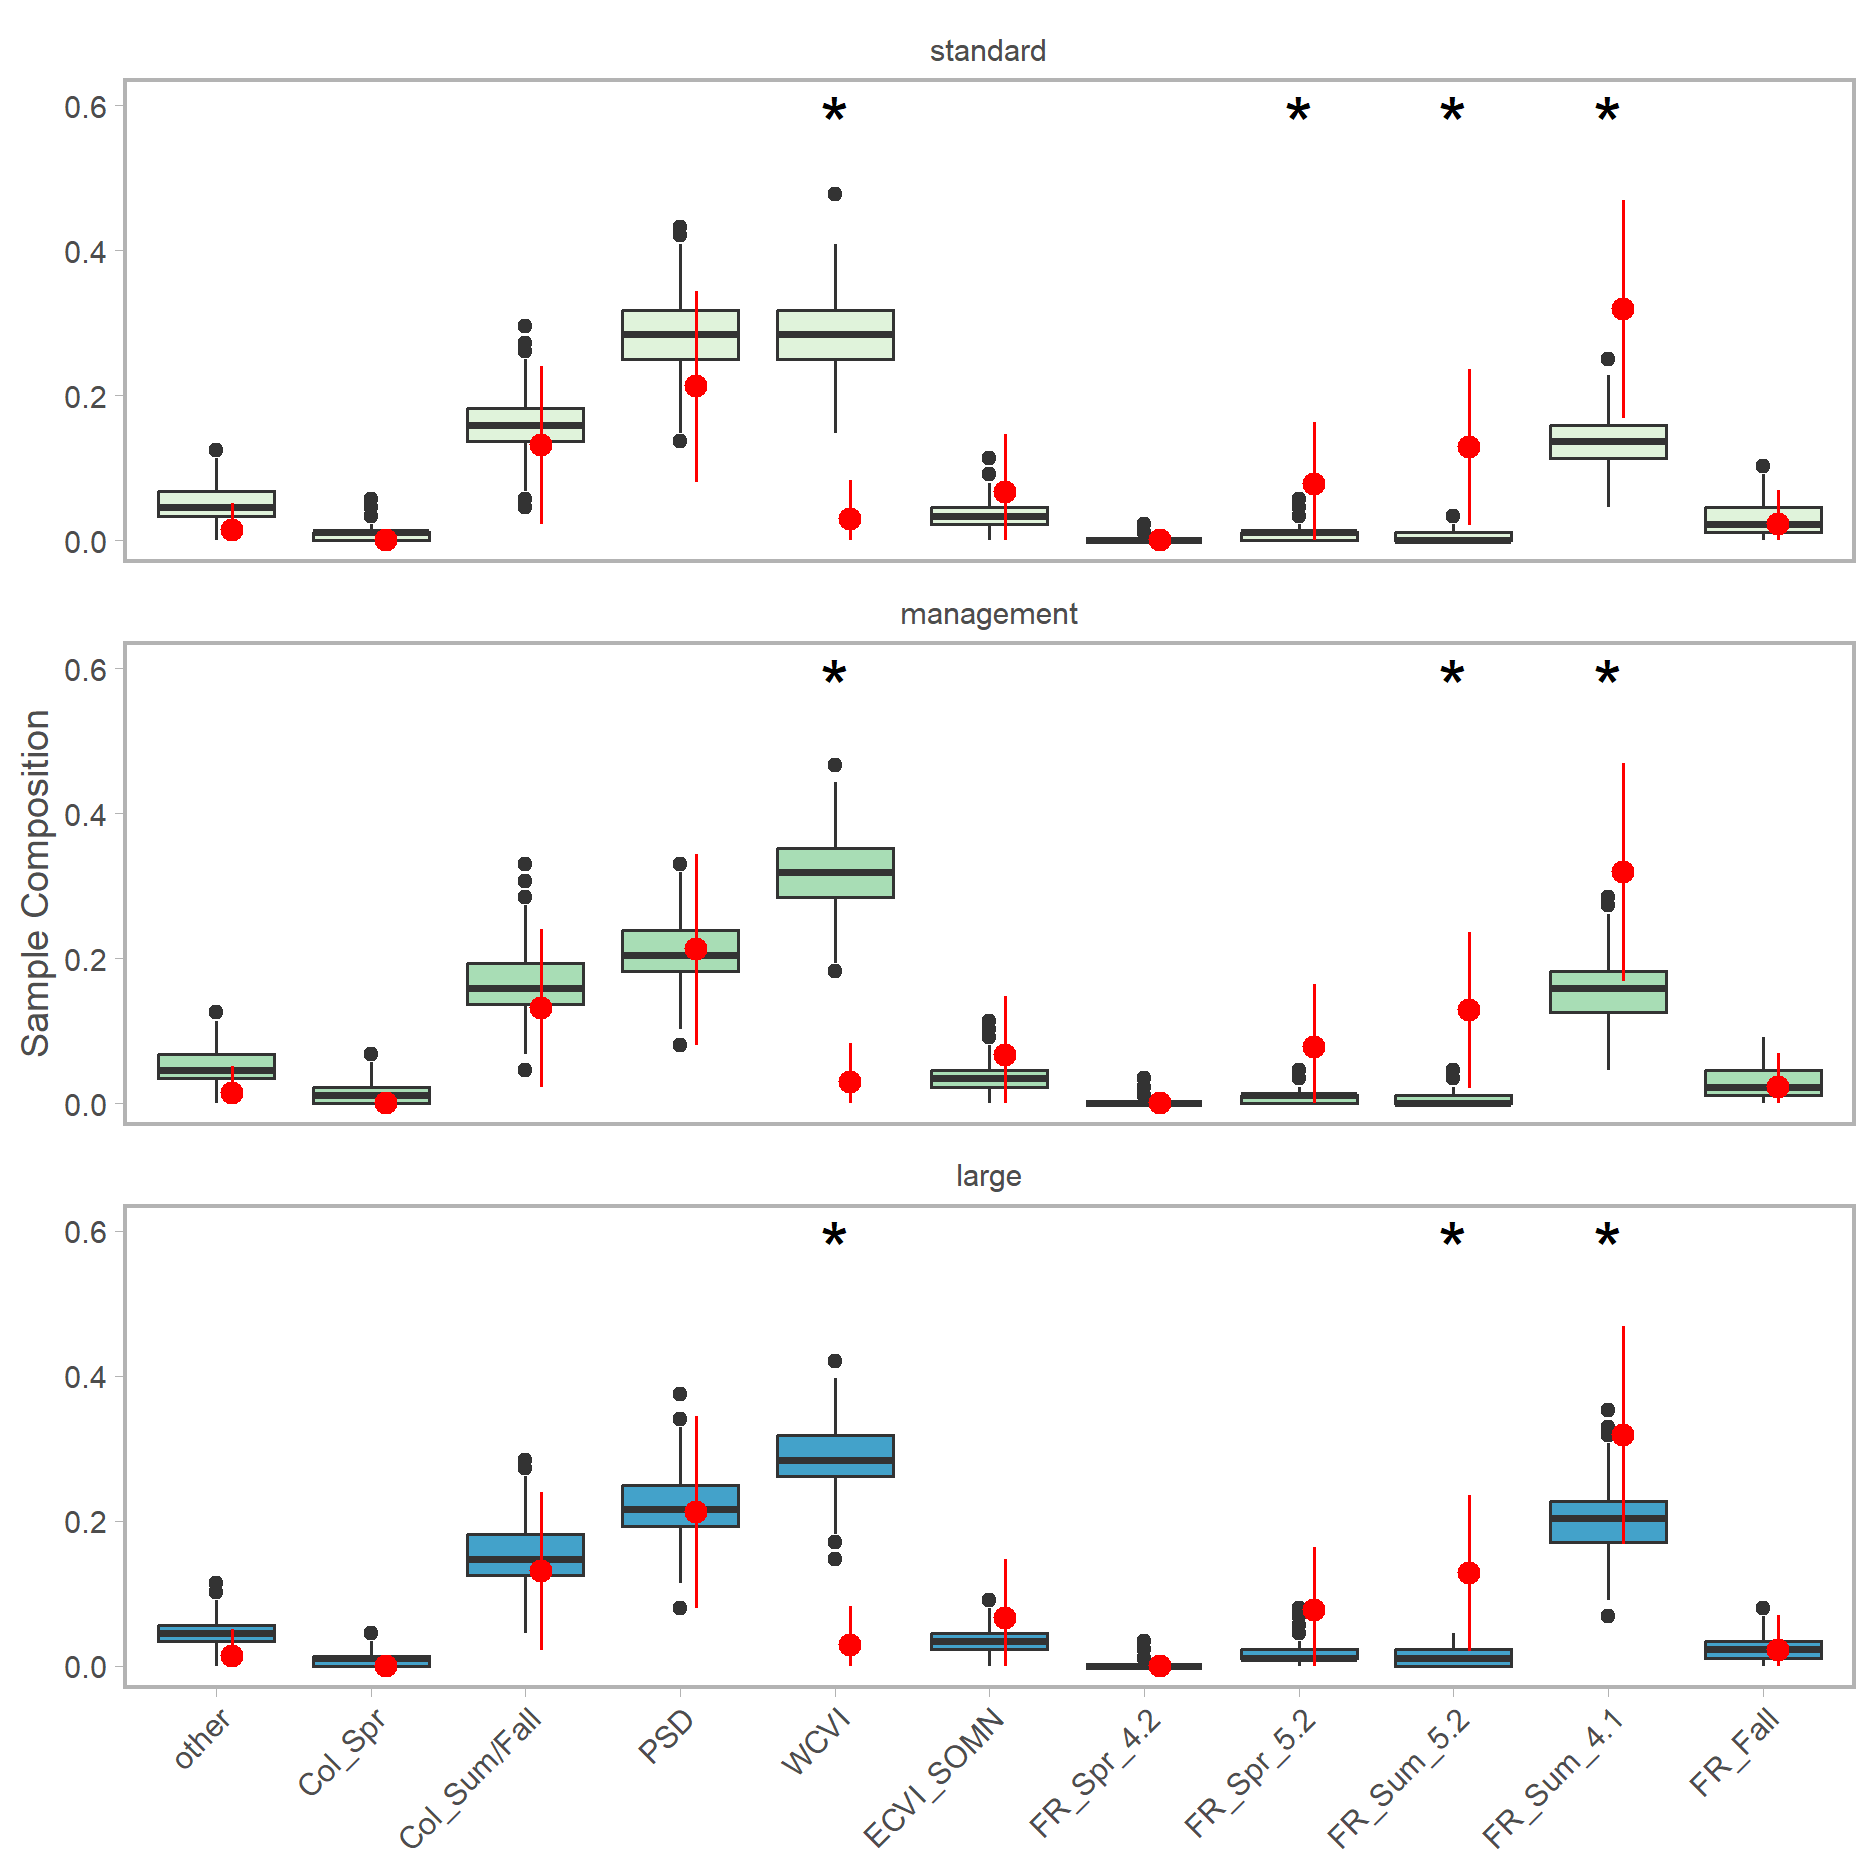 standard
0.6
*
*
*
*
0.4
0.2
0.0
management
0.6
*
*
*
0.4
0.2
0.0
Sample Composition
large
0.6
*
*
*
0.4
0.2
0.0
other
Col_Spr
Col_Sum/Fall
PSD
WCVI
ECVI_SOMN
FR_Spr_4.2
FR_Spr_5.2
FR_Sum_5.2
FR_Sum_4.1
FR_Fall